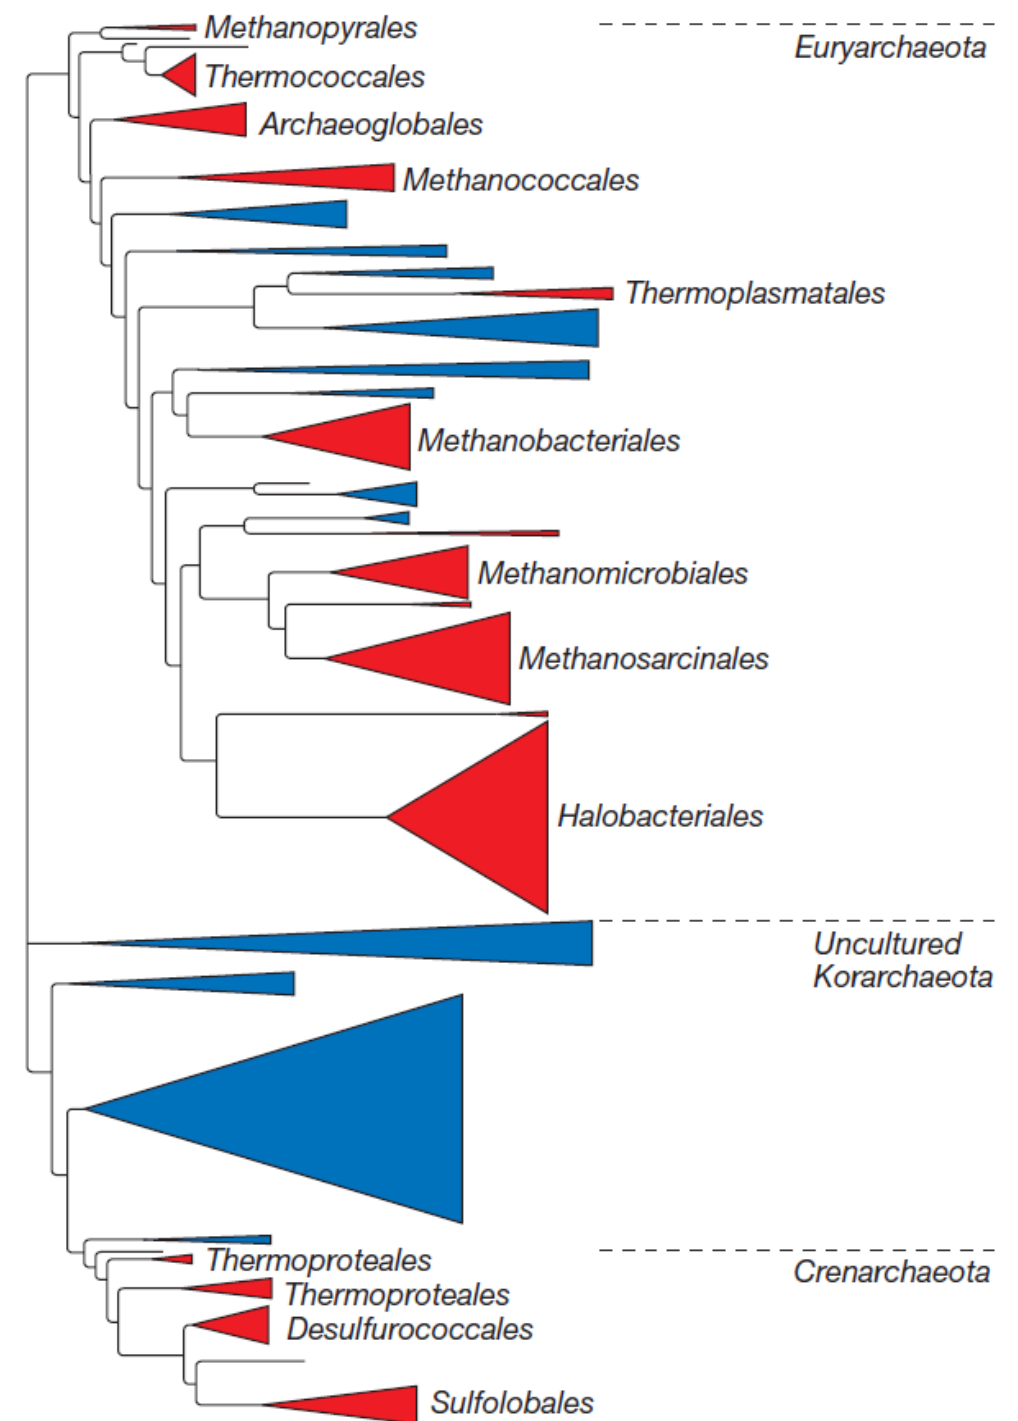 Methanopyrales
Euryarchaeota
Thermococcales
Archaeoglobales
Methanococcales
Thermoplasmatales
Methanobacteriales
Methanomicrobiales
Methanosarcinales
Halobacteriales
Uncultured
Korarchaeota
Thermoproteales
Crenarchaeota
Thermoproteales
Desulfurococcales
Sulfolobales